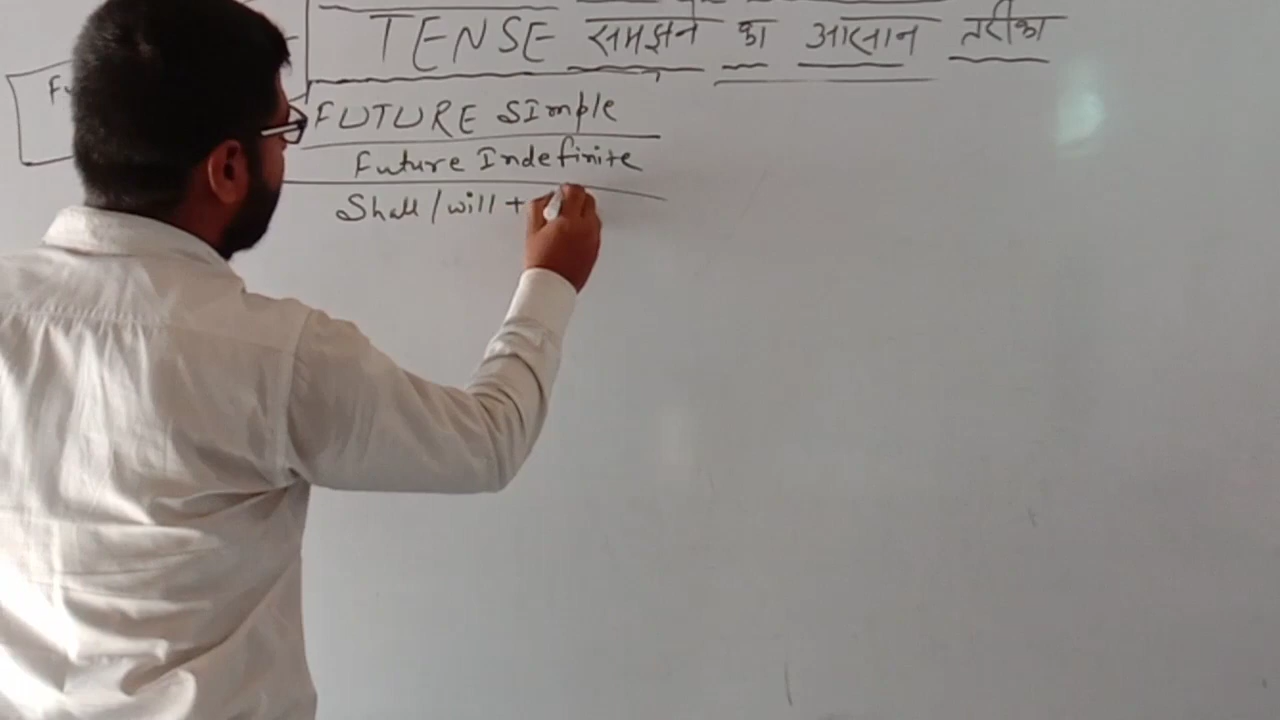 TENSE समझने का आसान तरीका
FUTURE SImple
Future Indefinite
Shall / will +